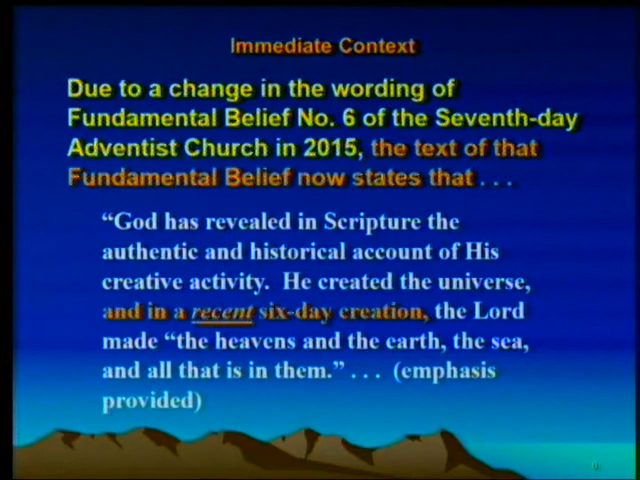 Immediate Context
Due to a change in the wording of
Fundamental Belief No. 6 of the Seventh-day
Adventist Church in 2015, the text of that
Fundamental Belief now states that . . .
“God has revealed in Scripture the
authentic and historical account of His
creative activity.  He created the universe,
and in a recent six-day creation, the Lord
made “the heavens and the earth, the sea,
and all that is in them.” . . .  (emphasis
provided)